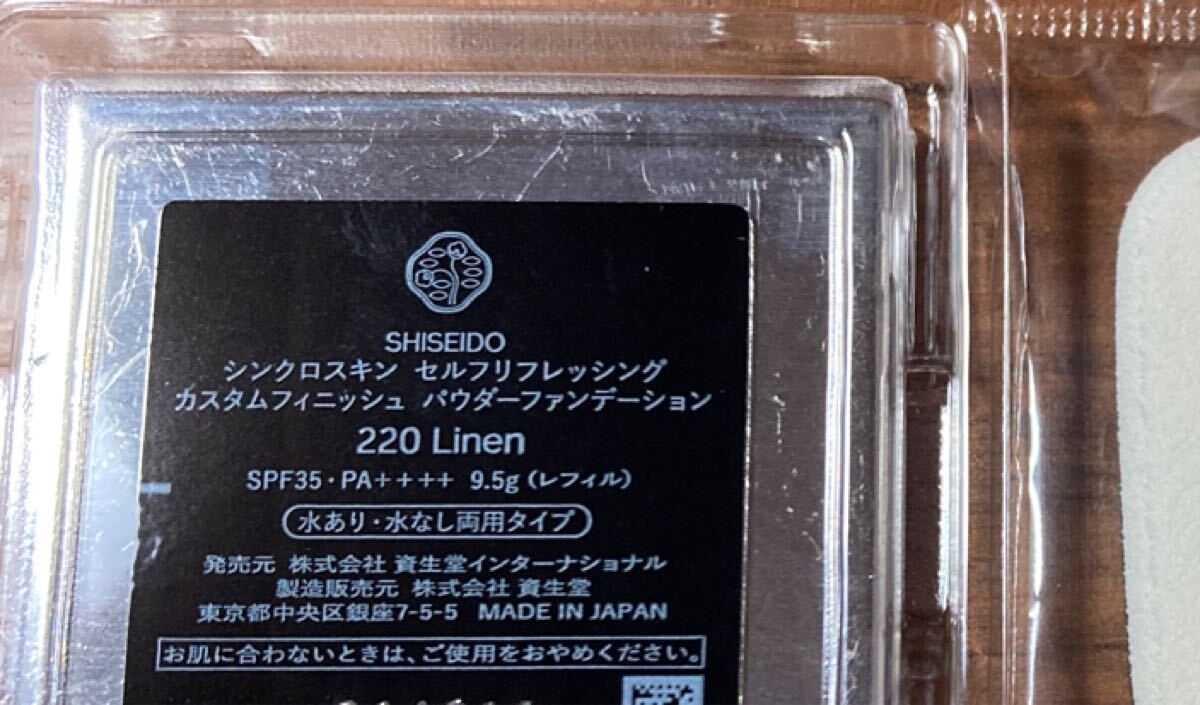 SHISEIDO
シンクロスキン セルフリフレッシング
カスタムフィニッシュ パウダーファンデーション
220 Linen
SPF35・PA++++ 9.5g（レフィル）
水あり・水なし両用タイプ
発売元 株式会社 資生堂インターナショナル
製造販売元 株式会社 資生堂
東京都中央区銀座7-5-5 MADE IN JAPAN
お肌に合わないときは、ご使用をおやめください。